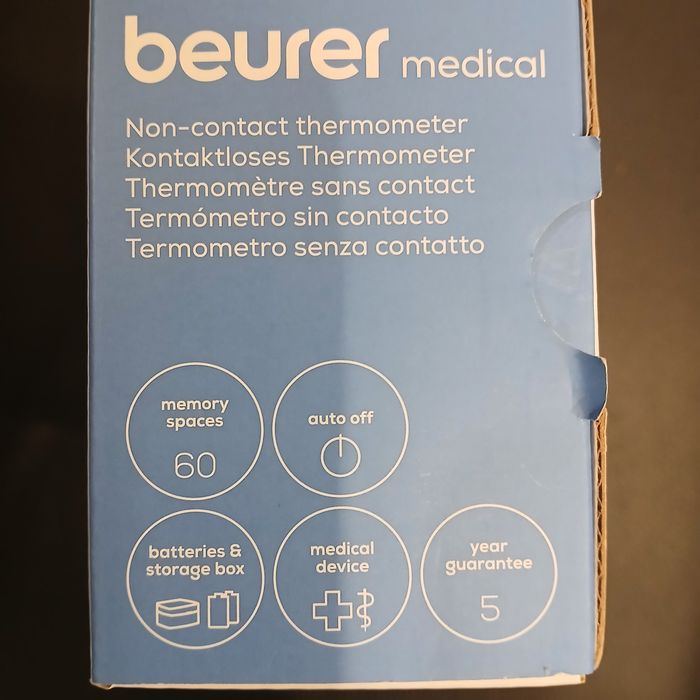 beurer medical
Non-contact thermometer
Kontaktloses Thermometer
Thermomètre sans contact
Termómetro sin contacto
Termometro senza contatto
memory
spaces
60
auto off
batteries &
storage box
medical
device
year
guarantee
5